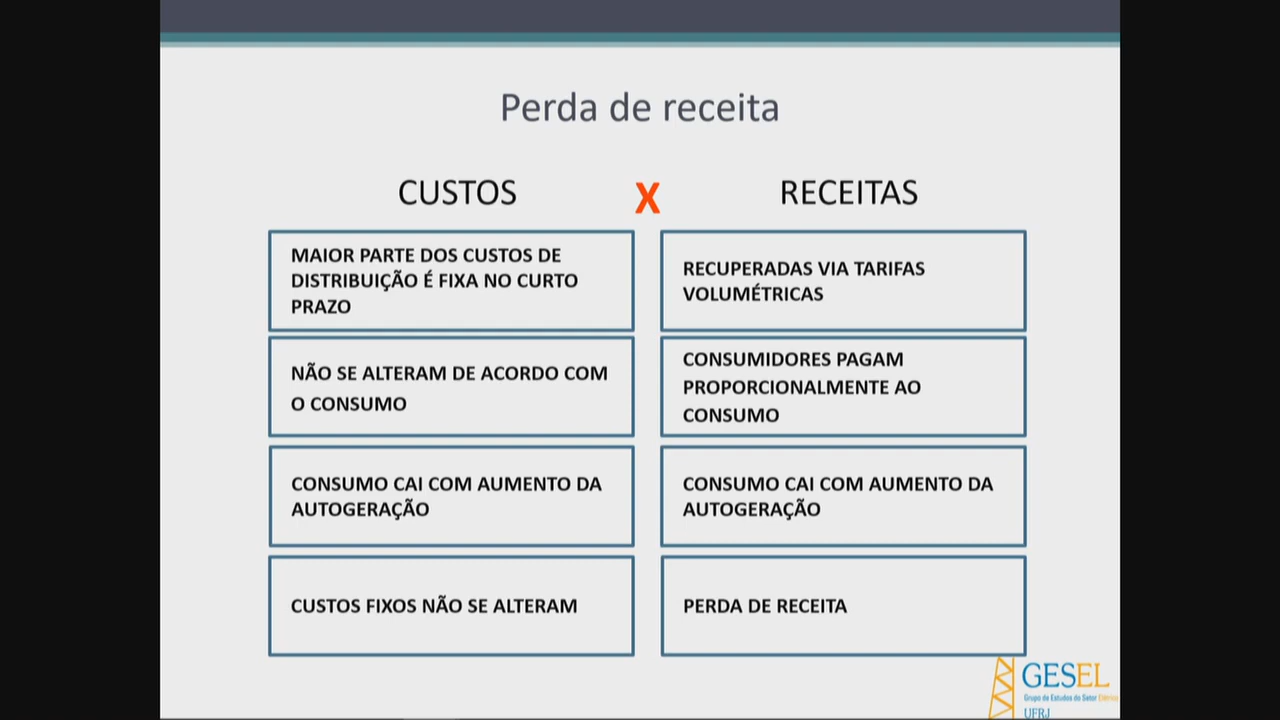 Perda de receita
CUSTOS
X
RECEITAS
MAIOR PARTE DOS CUSTOS DE
DISTRIBUIÇÃO É FIXA NO CURTO
PRAZO
RECUPERADAS VIA TARIFAS
VOLUMÉTRICAS
NÃO SE ALTERAM DE ACORDO COM
O CONSUMO
CONSUMIDORES PAGAM
PROPORCIONALMENTE AO
CONSUMO
CONSUMO CAI COM AUMENTO DA
AUTOGERAÇÃO
CONSUMO CAI COM AUMENTO DA
AUTOGERAÇÃO
CUSTOS FIXOS NÃO SE ALTERAM
PERDA DE RECEITA
GESEL
Grupo de Estudos do Setor Elétrico
UFRJ